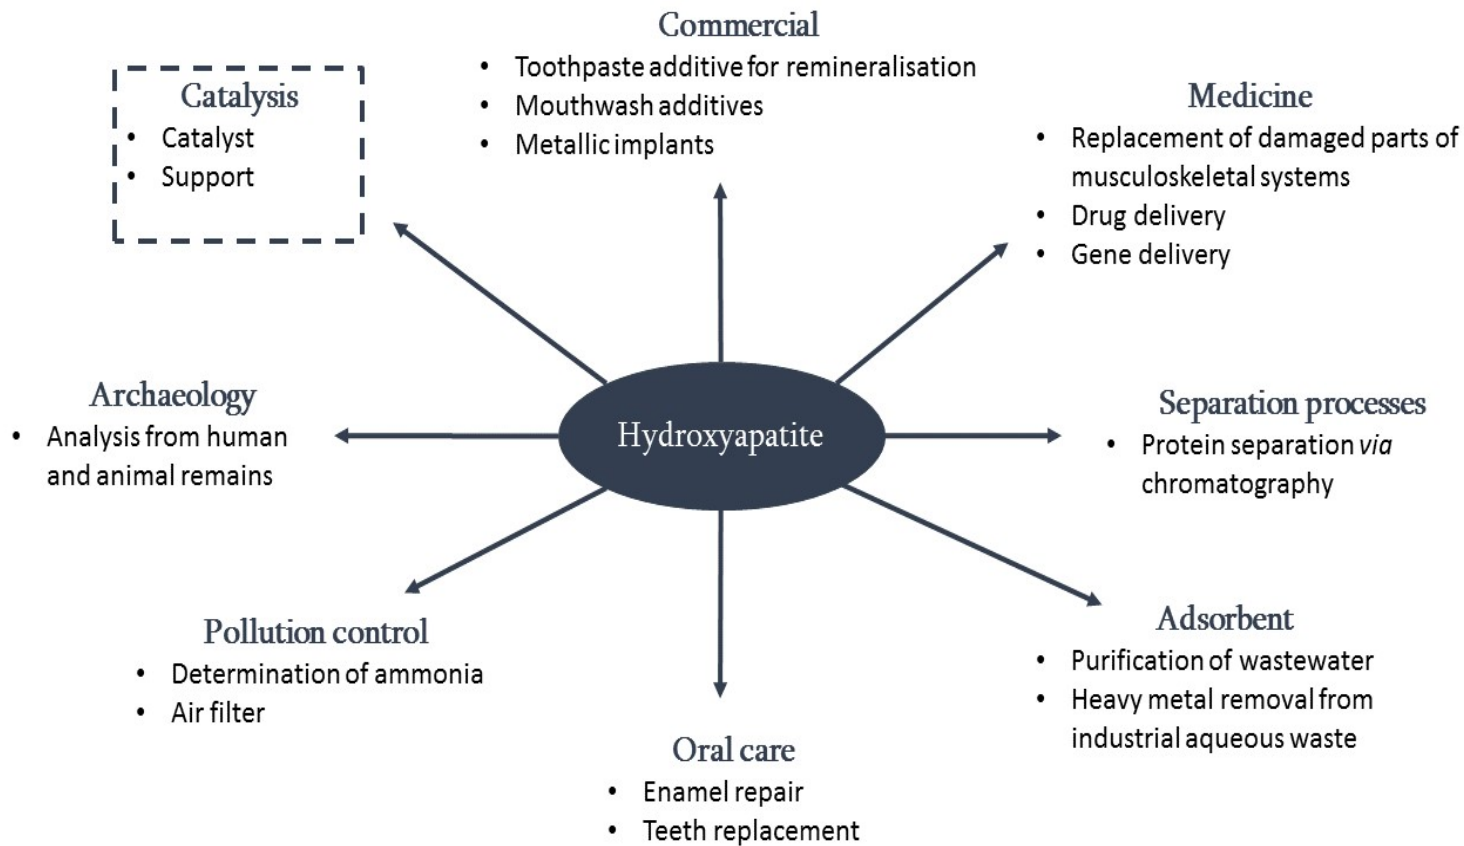 Commercial
• Toothpaste additive for remineralisation
• Mouthwash additives
• Metallic implants
Catalysis
• Catalyst
• Support
Medicine
• Replacement of damaged parts of
musculoskeletal systems
• Drug delivery
• Gene delivery
Archaeology
• Analysis from human
and animal remains
Hydroxyapatite
Separation processes
• Protein separation via
chromatography
Pollution control
• Determination of ammonia
• Air filter
Adsorbent
• Purification of wastewater
• Heavy metal removal from
industrial aqueous waste
Oral care
• Enamel repair
• Teeth replacement